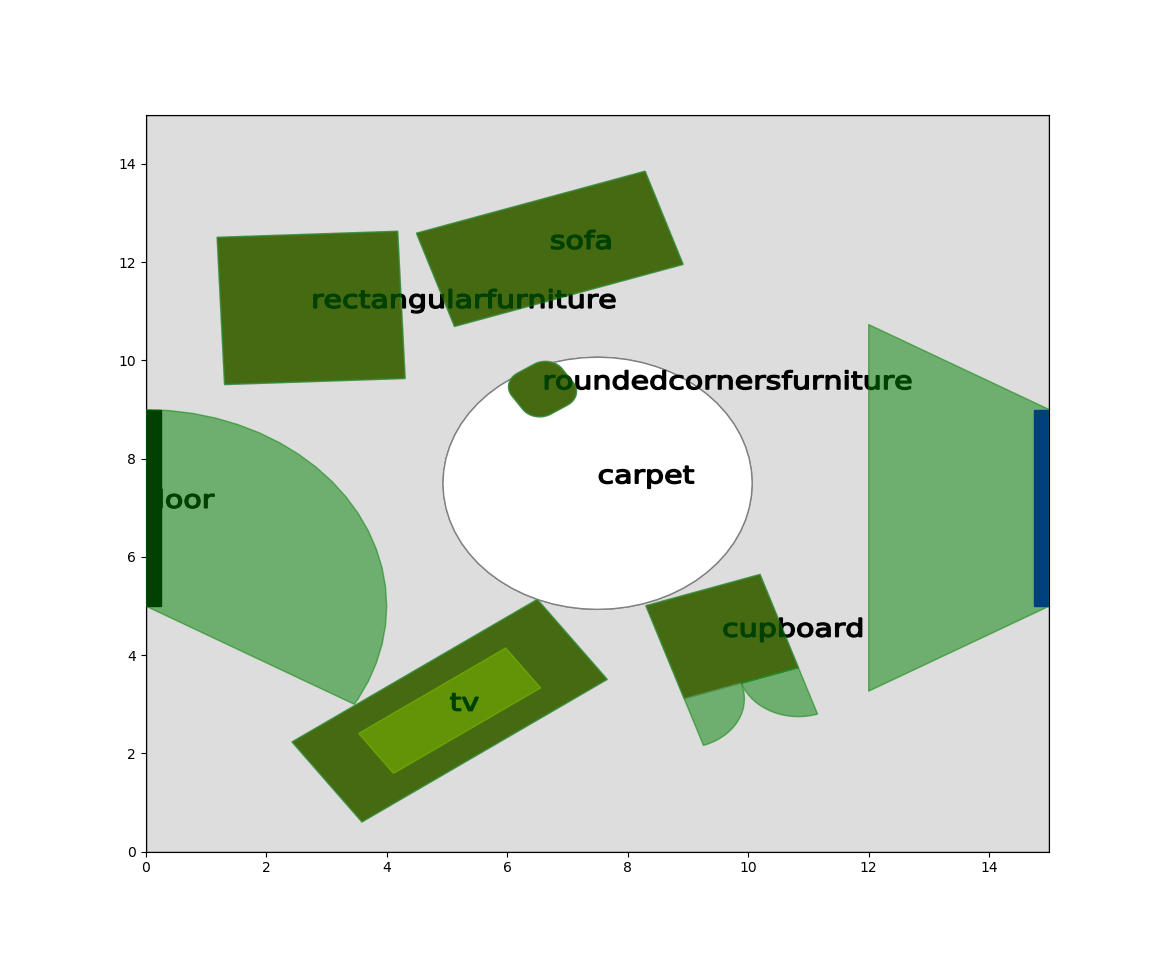 14
sofa
12
rectangularfurniture
10
roundedcornersfurniture
8
carpet
door
6
cupboard
4
tv
2
0
0 2 4 6 8 10 12 14